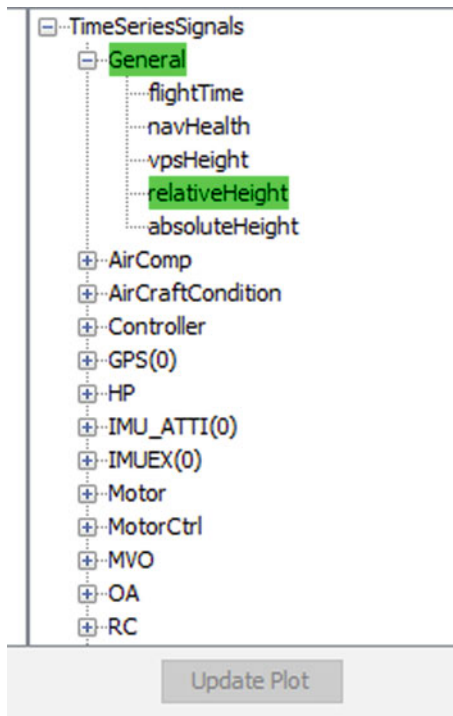 TimeSeriesSignals
General
flightTime
navHealth
vpsHeight
relativeHeight
absoluteHeight
AirComp
AirCraftCondition
Controller
GPS(0)
HP
IMU_ATTI(0)
IMUEX(0)
Motor
MotorCtrl
MVO
OA
RC
Update Plot